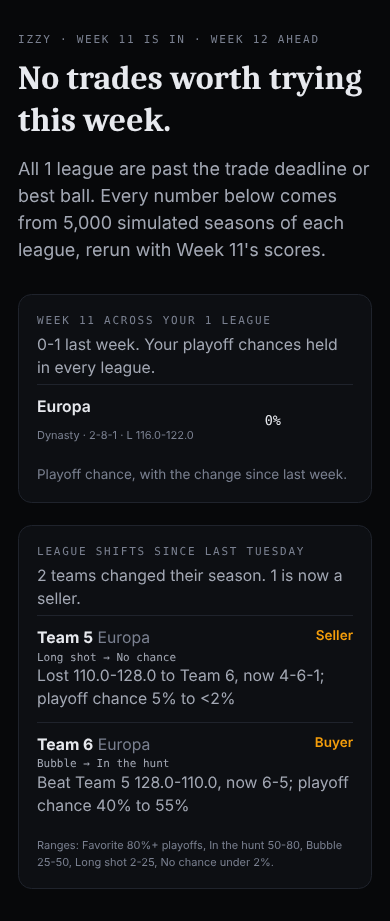 IZZY · WEEK 11 IS IN · WEEK 12 AHEAD
No trades worth trying
this week.
All 1 league are past the trade deadline or
best ball. Every number below comes
from 5,000 simulated seasons of each
league, rerun with Week 11's scores.
WEEK 11 ACROSS YOUR 1 LEAGUE
0-1 last week. Your playoff chances held
in every league.
Europa
0%
Dynasty · 2-8-1 · L 116.0-122.0
Playoff chance, with the change since last week.
LEAGUE SHIFTS SINCE LAST TUESDAY
2 teams changed their season. 1 is now a
seller.
Team 5 Europa
Seller
Long shot → No chance
Lost 110.0-128.0 to Team 6, now 4-6-1;
playoff chance 5% to <2%
Team 6 Europa
Buyer
Bubble → In the hunt
Beat Team 5 128.0-110.0, now 6-5; playoff
chance 40% to 55%
Ranges: Favorite 80%+ playoffs, In the hunt 50-80, Bubble
25-50, Long shot 2-25, No chance under 2%.